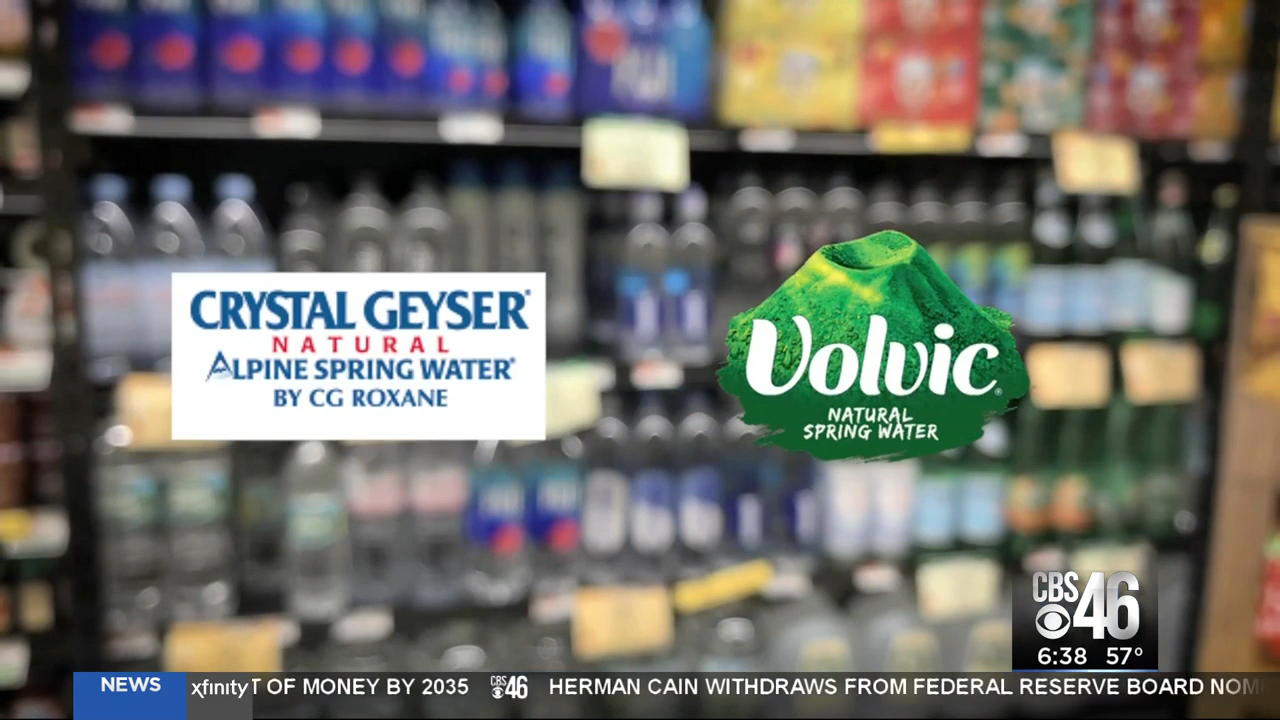 CRYSTAL GEYSER®
NATURAL
ALPINE SPRING WATER®
BY CG ROXANE
Volvic®
NATURAL
SPRING WATER
CBS 46
6:38 57°
NEWS
xfinity T OF MONEY BY 2035 CBS 46 HERMAN CAIN WITHDRAWS FROM FEDERAL RESERVE BOARD NOM